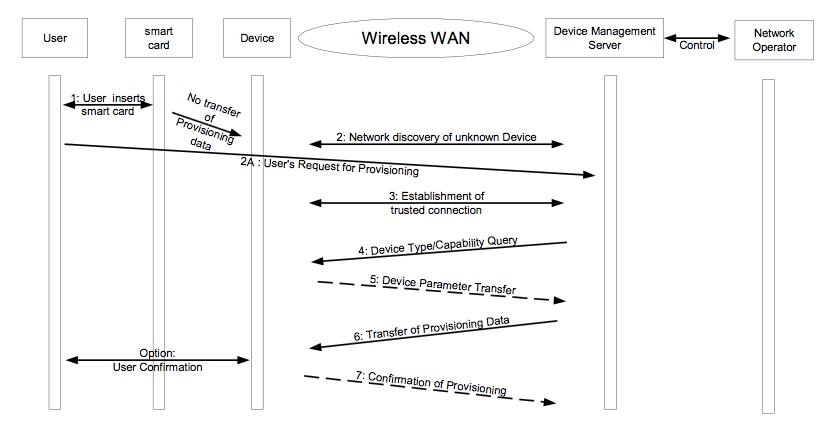 User
smart
card
Device
Wireless WAN
Device Management
Server
Control
Network
Operator
1: User inserts
smart card
No transfer
of
Provisioning
data
2: Network discovery of unknown Device
2A : User's Request for Provisioning
3: Establishment of
trusted connection
4: Device Type/Capability Query
5: Device Parameter Transfer
6: Transfer of Provisioning Data
Option:
User Confirmation
7: Confirmation of Provisioning